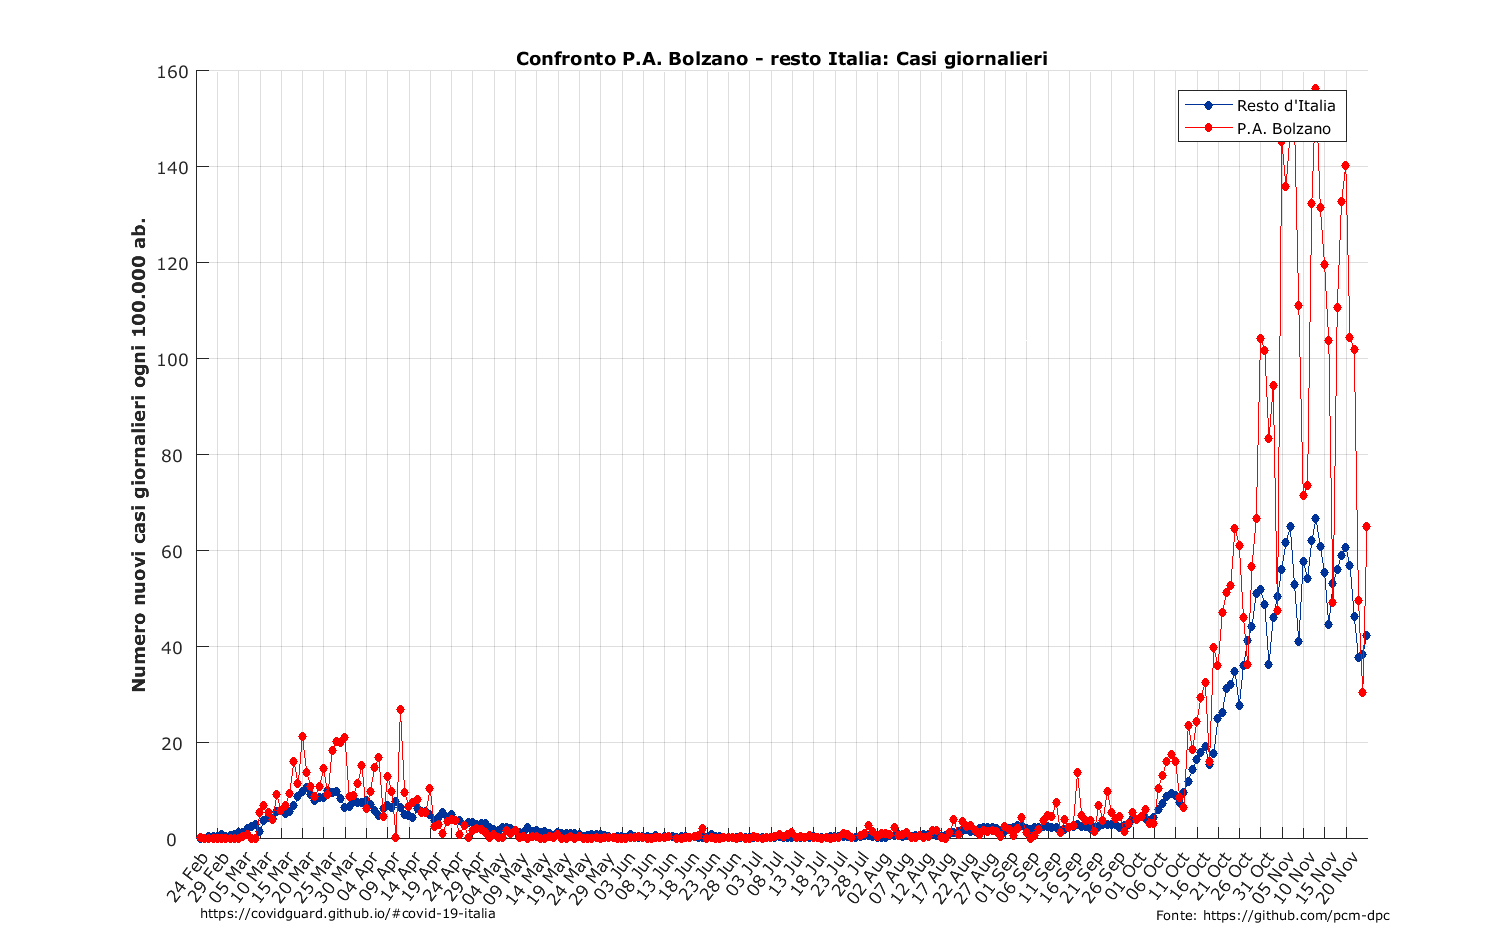 Confronto P.A. Bolzano - resto Italia: Casi giornalieri
160
140
120
100
80
60
40
20
0
Numero nuovi casi giornalieri ogni 100.000 ab.
Resto d'Italia
P.A. Bolzano
24 Feb
29 Feb
05 Mar
10 Mar
15 Mar
20 Mar
25 Mar
30 Mar
04 Apr
09 Apr
14 Apr
19 Apr
24 Apr
29 Apr
04 May
09 May
14 May
19 May
24 May
29 May
03 Jun
08 Jun
13 Jun
18 Jun
23 Jun
28 Jun
03 Jul
08 Jul
13 Jul
18 Jul
23 Jul
28 Jul
02 Aug
07 Aug
12 Aug
17 Aug
22 Aug
27 Aug
01 Sep
06 Sep
11 Sep
16 Sep
21 Sep
26 Sep
01 Oct
06 Oct
11 Oct
16 Oct
21 Oct
26 Oct
31 Oct
05 Nov
10 Nov
15 Nov
20 Nov
https://covidguard.github.io/#covid-19-italia
Fonte: https://github.com/pcm-dpc